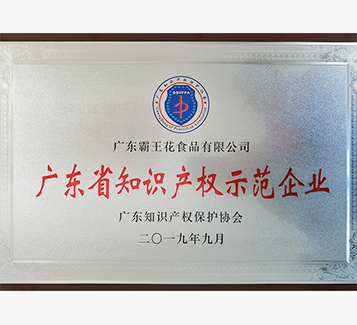 GDIPPA
广东霸王花食品有限公司
广东省知识产权示范企业
广东知识产权保护协会
二〇一九年九月